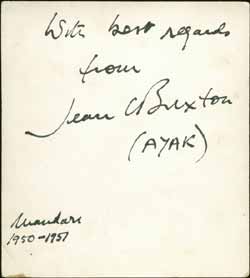 With best regards
from
Jean Buxton
(AYAK)
Mandari
1950-1951